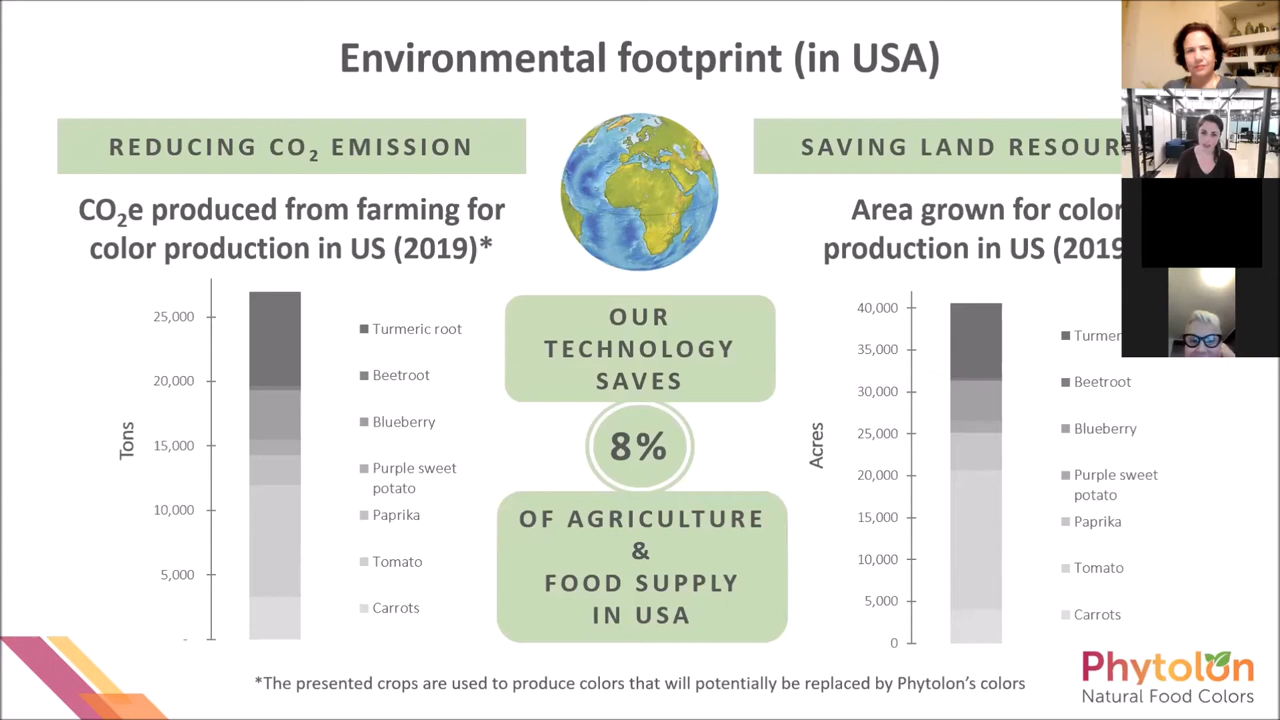 Environmental footprint (in USA)
REDUCING CO₂ EMISSION
CO₂e produced from farming for
color production in US (2019)*
Tons
25,000
20,000
15,000
10,000
5,000
-
Turmeric root
Beetroot
Blueberry
Purple sweet
potato
Paprika
Tomato
Carrots
OUR
TECHNOLOGY
SAVES
8%
OF AGRICULTURE
&
FOOD SUPPLY
IN USA
SAVING LAND
Area grown for color
production in US (2019
Acres
40,000
35,000
30,000
25,000
20,000
15,000
10,000
5,000
0
Beetroot
Blueberry
Purple sweet
potato
Paprika
Tomato
Carrots
*The presented crops are used to produce colors that will potentially be replaced by Phytolon's colors
Phytolon
Natural Food Colors